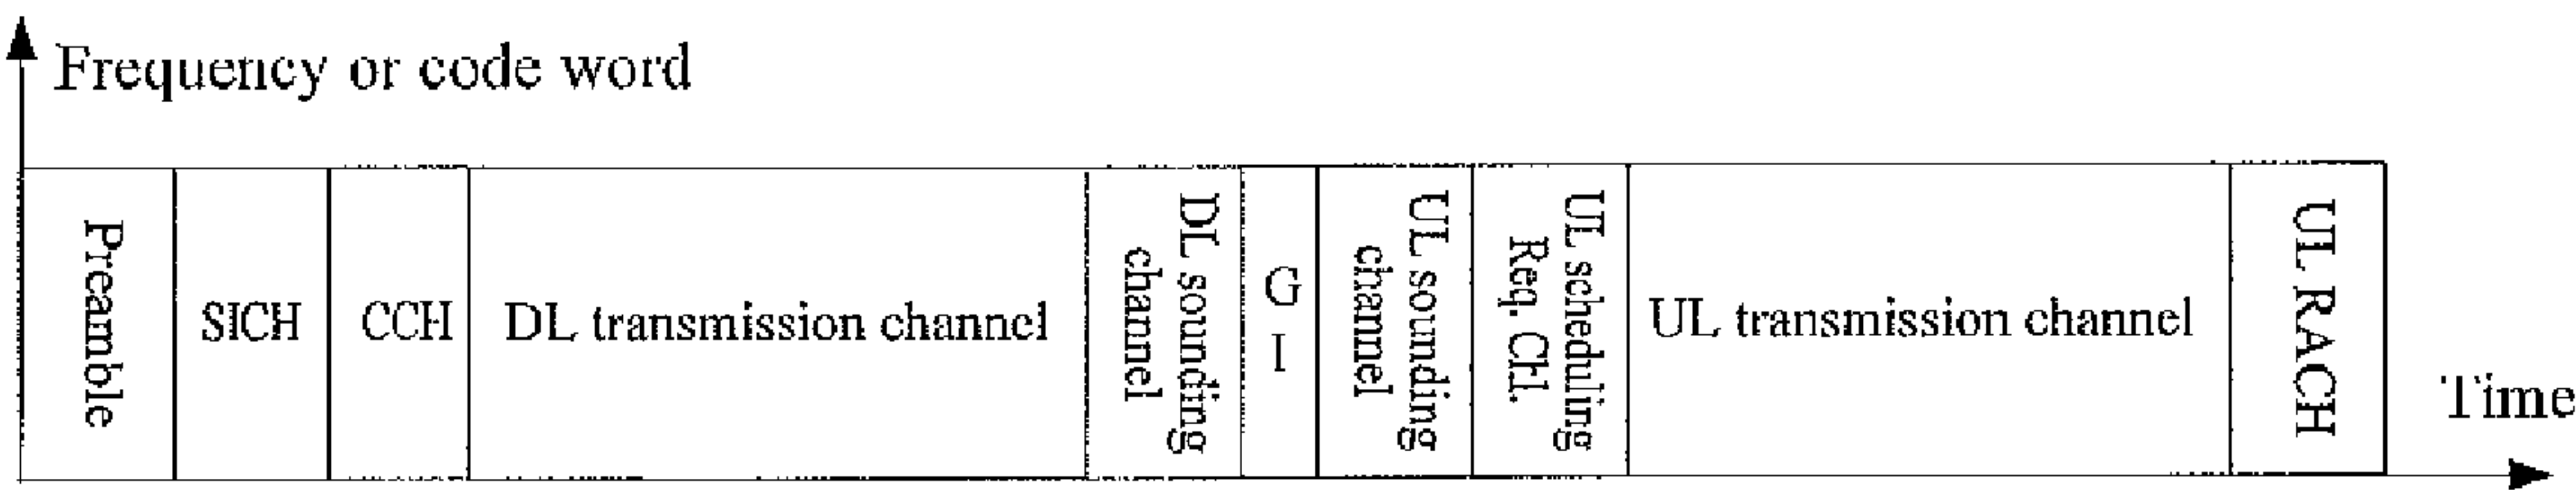 Frequency or code word
Preamble
SICH
CCH
DL transmission channel
DL sounding
channel
G
I
UL sounding
channel
UL scheduling
Req. CH.
UL transmission channel
UL RACH
Time